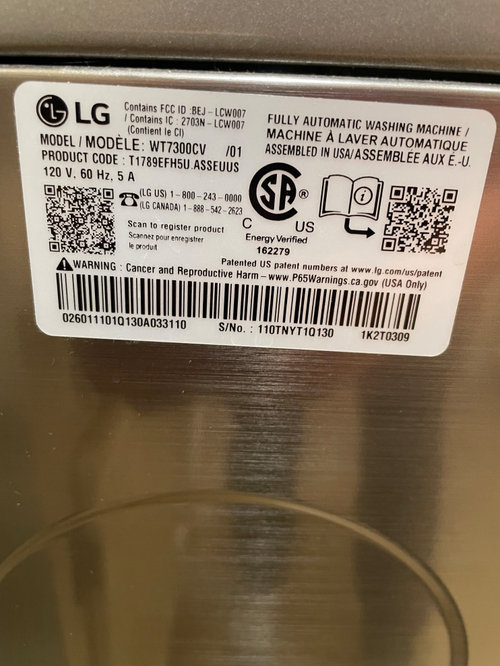 LG
Contains FCC ID :BEJ - LCW007
/ Contains IC : 2703N- LCW007
(Contient le CI)
FULLY AUTOMATIC WASHING MACHINE /
MACHINE À LAVER AUTOMATIQUE
ASSEMBLED IN USA/ASSEMBLÉE AUX É.-U.
MODEL / MODÈLE: WT7300CV /01
PRODUCT CODE : T1789EFH5U.ASSEUUS
120 V. 60 Hz. 5 A
(LG US) 1-800-243-0000
(LG CANADA) 1-888-542-2623
Scan to register product
Scannez pour enregistrer
le produit
SA
®
C US
Energy Verified
162279
i
Patented US patent numbers at www.lg.com/us/patent
WARNING : Cancer and Reproductive Harm – www.P65Warnings.ca.gov (USA Only)
026011101Q130A033110 S/No. : 110TNYT1Q130 1K2T0309